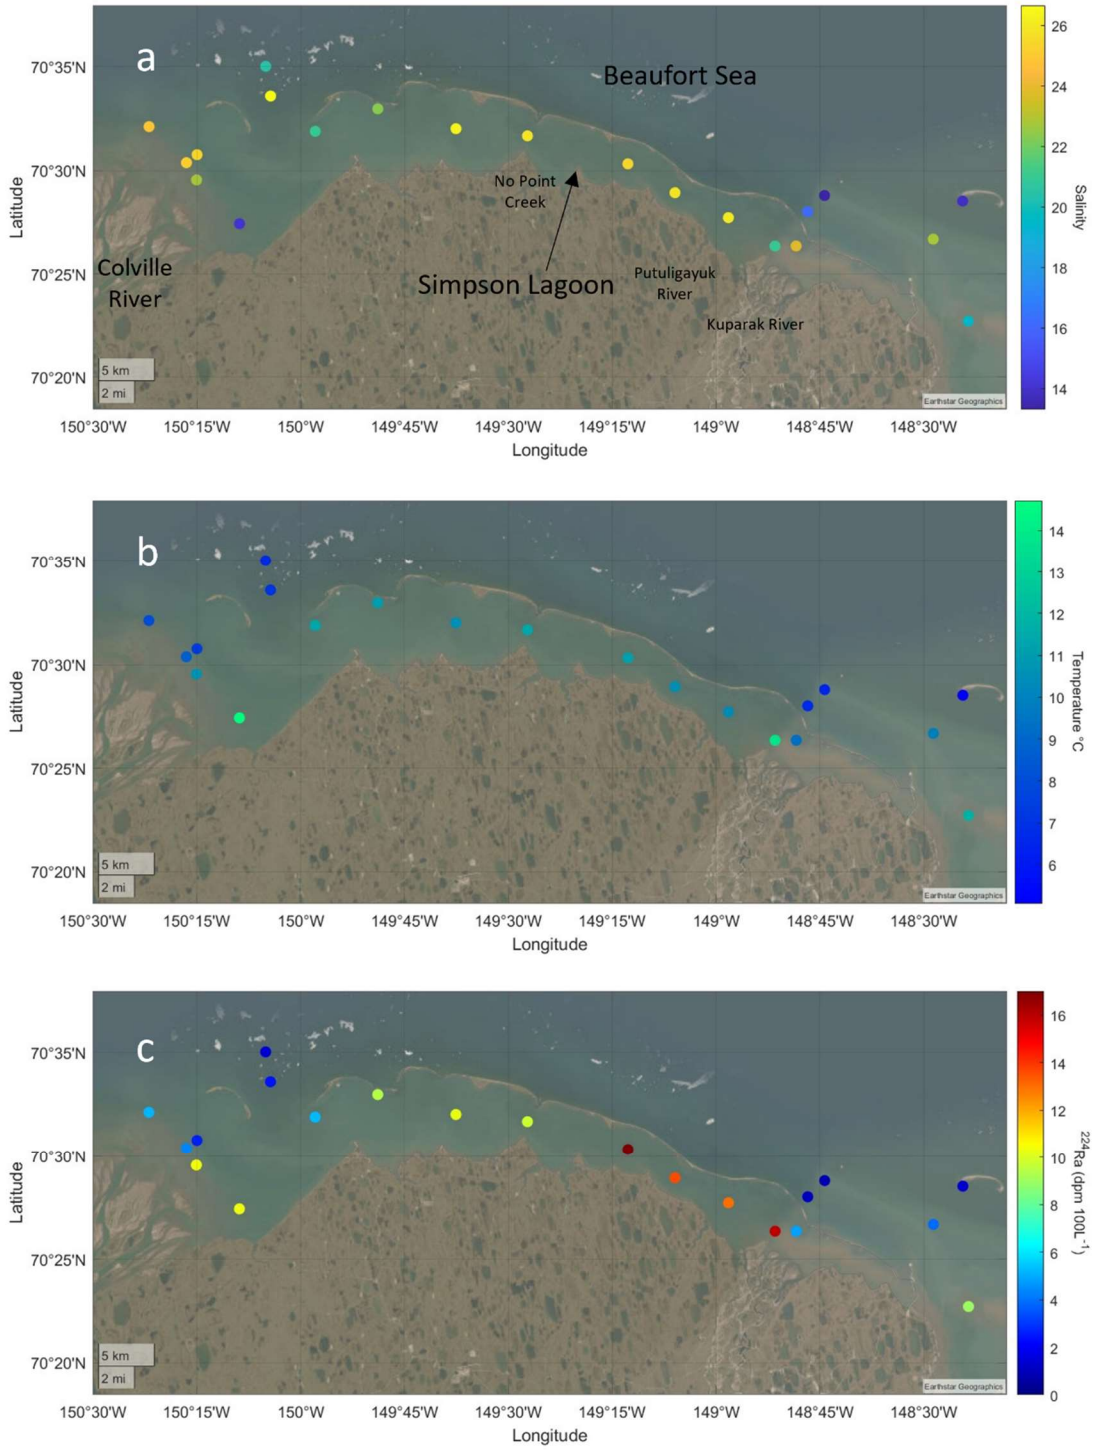 a
Beaufort Sea
No Point
Creek
Simpson Lagoon
Colville
River
Putuligayuk
River
Kuparak River
70°35'N
70°30'N
70°25'N
70°20'N
Latitude
5 km
2 mi
Earthstar Geographics
150°30'W 150°15'W 150°W 149°45'W 149°30'W 149°15'W 149°W 148°45'W 148°30'W
Longitude
26
24
22
20
18
16
14
Salinity
b
70°35'N
70°30'N
70°25'N
70°20'N
Latitude
5 km
2 mi
Earthstar Geographics
150°30'W 150°15'W 150°W 149°45'W 149°30'W 149°15'W 149°W 148°45'W 148°30'W
Longitude
14
13
12
11
10
9
8
7
6
Temperature °C
c
70°35'N
70°30'N
70°25'N
70°20'N
Latitude
5 km
2 mi
Earthstar Geographics
150°30'W 150°15'W 150°W 149°45'W 149°30'W 149°15'W 149°W 148°45'W 148°30'W
Longitude
16
14
12
10
8
6
4
2
0
²²⁴Ra (dpm 100L⁻¹)